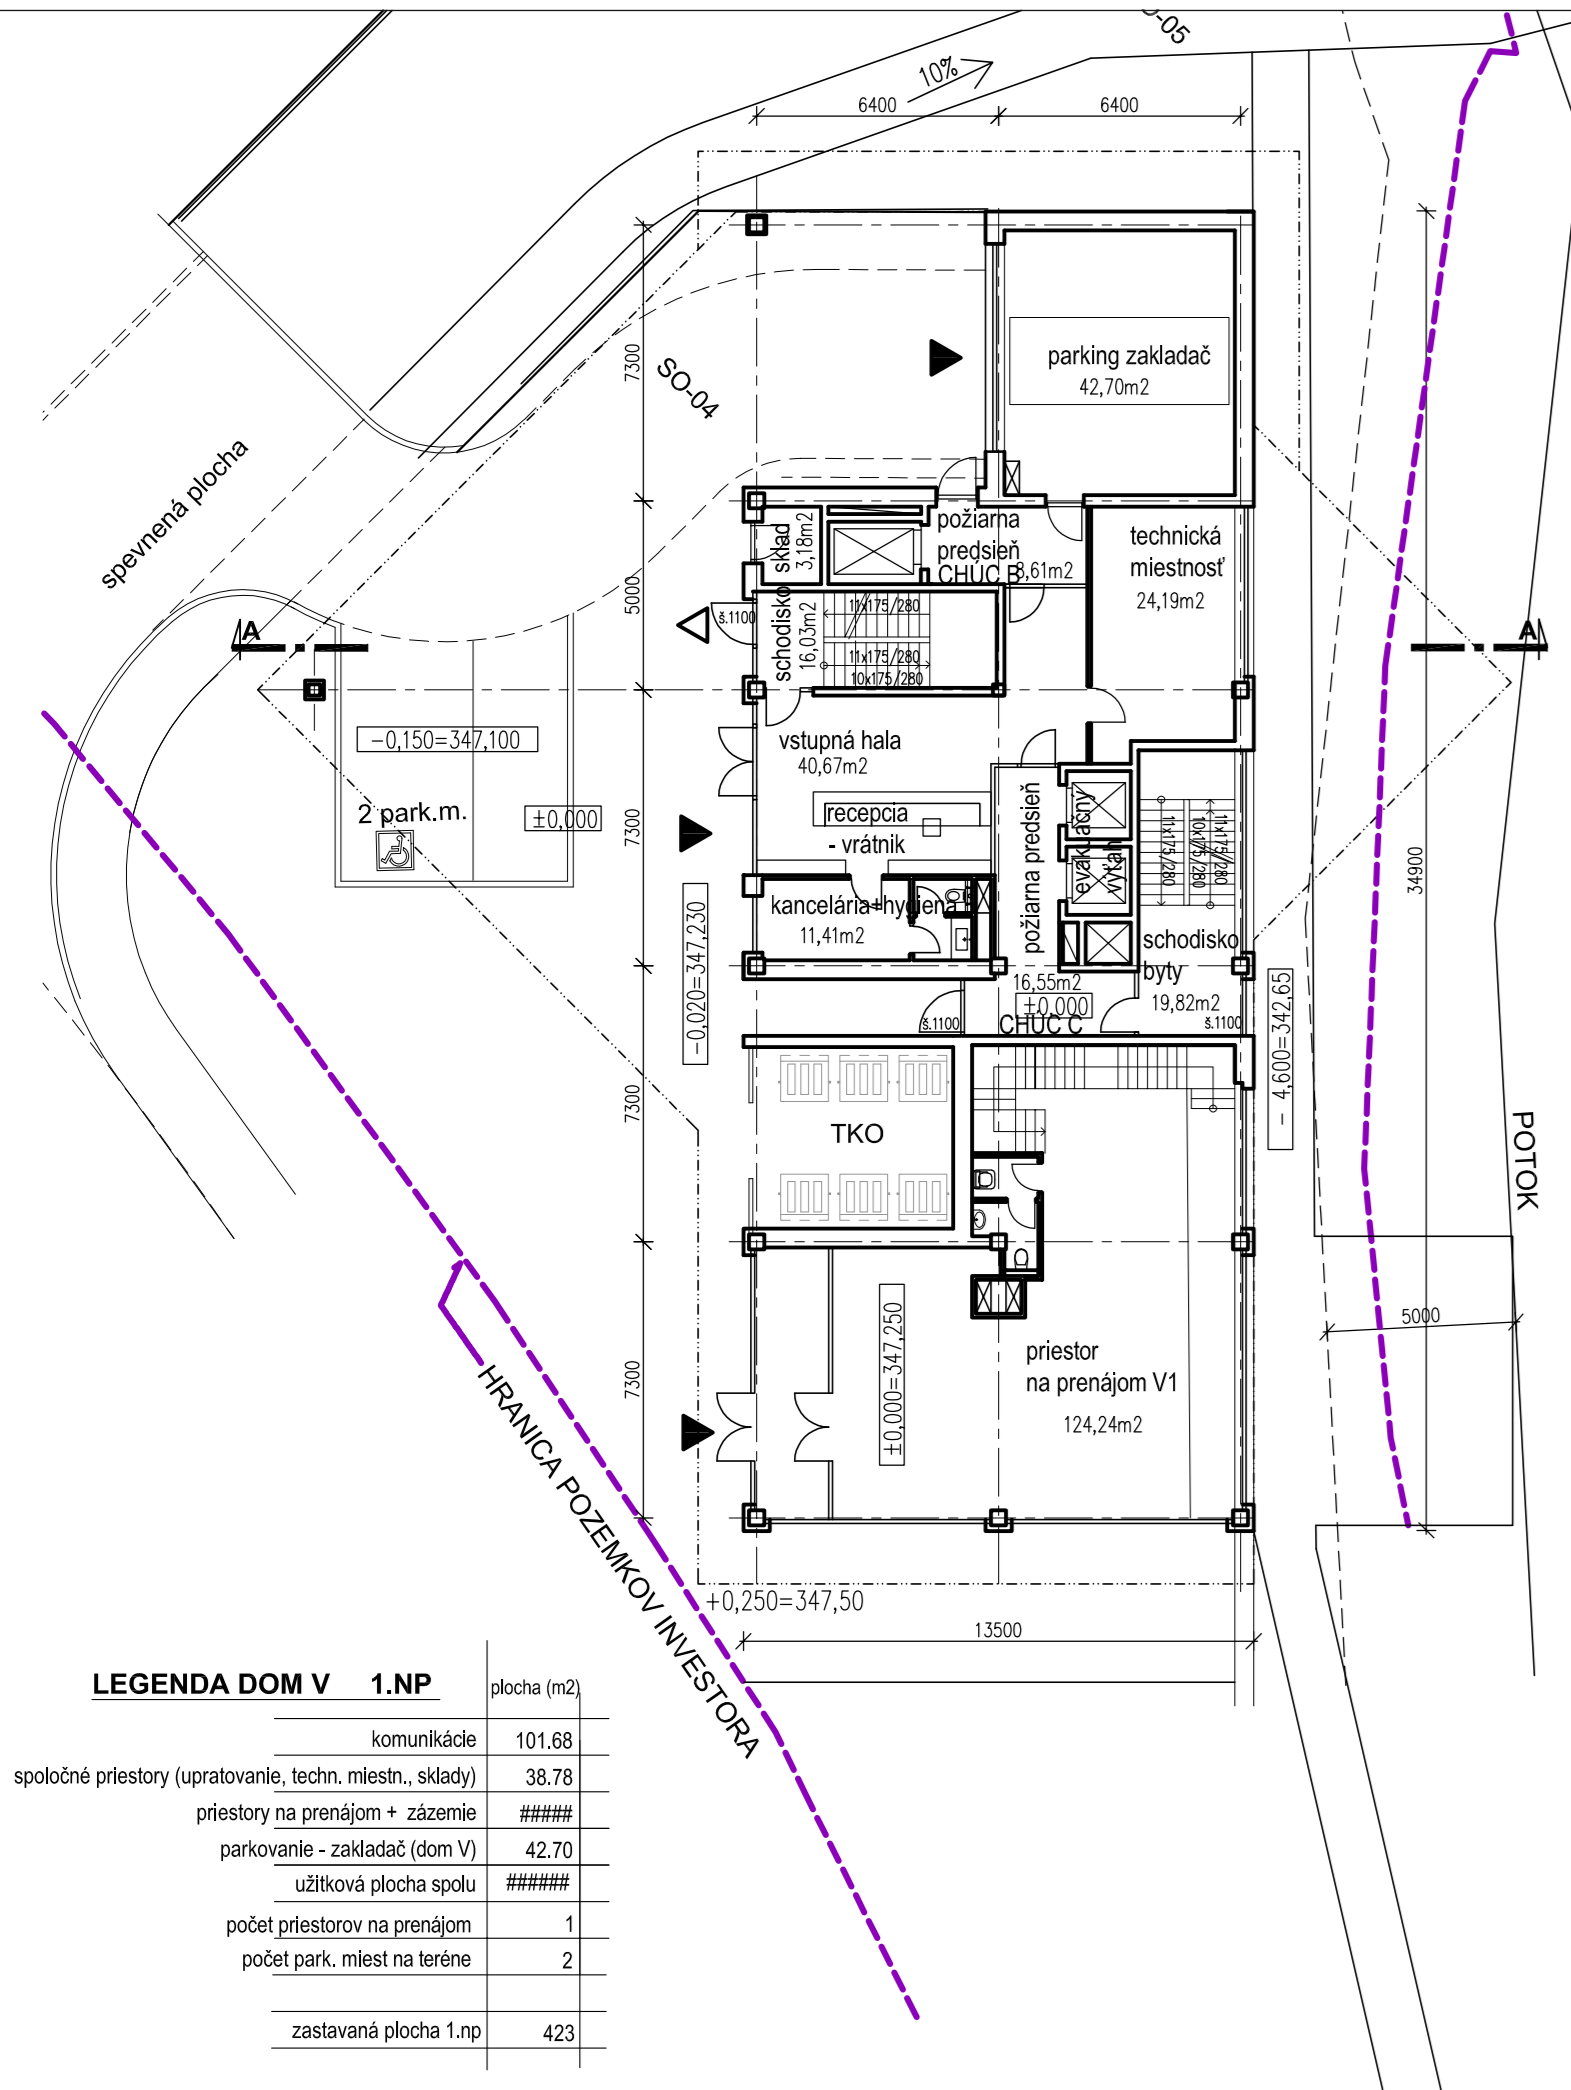 10%
6400
6400
7300
SO-04
parking zakladač
42,70m2
spevnená plocha
5000
sklad
3,18m2
požiarna
predsieň
CHÚC B
8,61m2
technická
miestnosť
24,19m2
š.1100
schodisko
16,03m2
11x175/280
11x175/280
10x175/280
A
A
-0,150=347,100
2 park.m.
±0,000
vstupná hala
40,67m2
recepcia
- vrátnik
7300
kancelária+hygiena
11,41m2
požiarna predsieň
16,55m2
±0,000
CHÚC C
evakuačný
výťah
11x175/280
10x175/280
11x175/280
schodisko
byty
19,82m2
š.1100
š.1100
34900
-0,020=347,230
- 4,600=342,65
7300
TKO
POTOK
5000
7300
±0,000=347,250
priestor
na prenájom V1
124,24m2
HRANICA POZEMKOV INVESTORA
+0,250=347,50
13500
LEGENDA DOM V 1.NP plocha (m2)
komunikácie 101.68
spoločné priestory (upratovanie, techn. miestn., sklady) 38.78
priestory na prenájom + zázemie #####
parkovanie - zakladač (dom V) 42.70
užitková plocha spolu ######
počet priestorov na prenájom 1
počet park. miest na teréne 2
zastavaná plocha 1.np 423